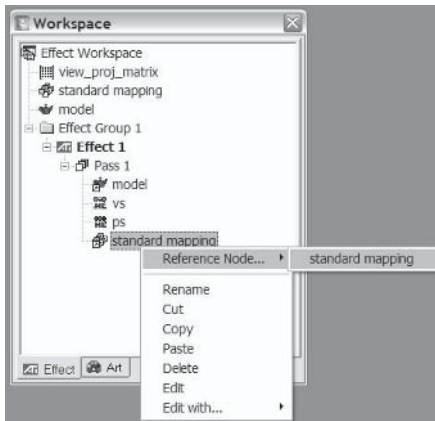 Workspace
Effect Workspace
view_proj_matrix
standard mapping
model
Effect Group 1
Effect 1
Pass 1
model
vs
ps
standard mapping
Reference Node...
standard mapping
Rename
Cut
Copy
Paste
Delete
Edit
Edit with...
Effect
Art